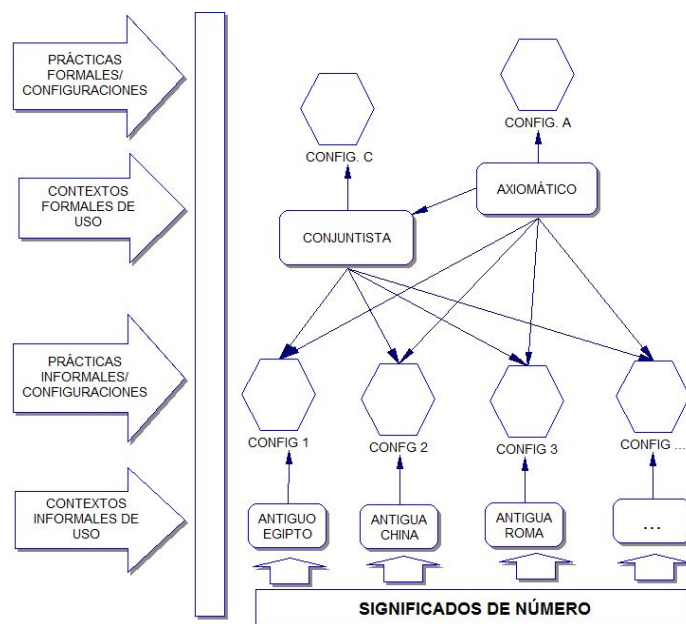 PRÁCTICAS
FORMALES/
CONFIGURACIONES
CONFIG. C
CONFIG. A
CONTEXTOS
FORMALES DE
USO
AXIOMÁTICO
CONJUNTISTA
PRÁCTICAS
INFORMALES/
CONFIGURACIONES
CONFIG 1
CONFG 2
CONFIG 3
CONFIG ...
CONTEXTOS
INFORMALES DE
USO
ANTIGUO
EGIPTO
ANTIGUA
CHINA
ANTIGUA
ROMA
...
SIGNIFICADOS DE NÚMERO